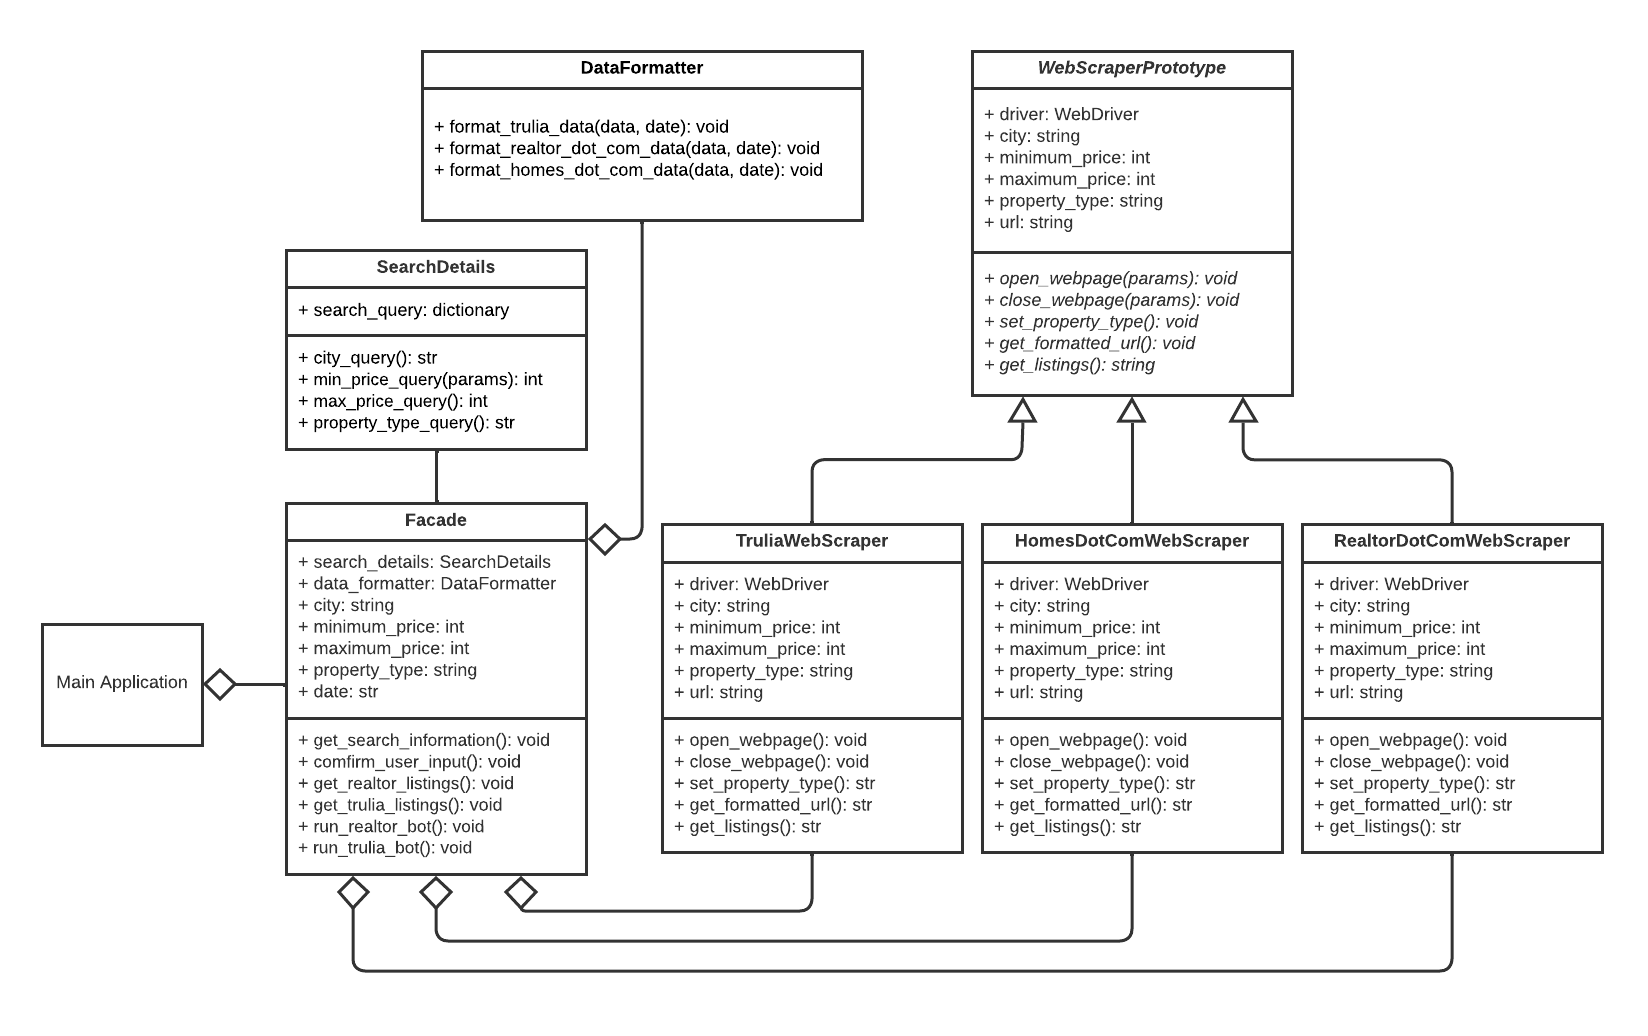 DataFormatter
+ format_trulia_data(data, date): void
+ format_realtor_dot_com_data(data, date): void
+ format_homes_dot_com_data(data, date): void
WebScraperPrototype
+ driver: WebDriver
+ city: string
+ minimum_price: int
+ maximum_price: int
+ property_type: string
+ url: string
+ open_webpage(params): void
+ close_webpage(params): void
+ set_property_type(): void
+ get_formatted_url(): void
+ get_listings(): string
SearchDetails
+ search_query: dictionary
+ city_query(): str
+ min_price_query(params): int
+ max_price_query(): int
+ property_type_query(): str
Main Application
Facade
+ search_details: SearchDetails
+ data_formatter: DataFormatter
+ city: string
+ minimum_price: int
+ maximum_price: int
+ property_type: string
+ date: str
+ get_search_information(): void
+ comfirm_user_input(): void
+ get_realtor_listings(): void
+ get_trulia_listings(): void
+ run_realtor_bot(): void
+ run_trulia_bot(): void
TruliaWebScraper
+ driver: WebDriver
+ city: string
+ minimum_price: int
+ maximum_price: int
+ property_type: string
+ url: string
+ open_webpage(): void
+ close_webpage(): void
+ set_property_type(): str
+ get_formatted_url(): str
+ get_listings(): str
HomesDotComWebScraper
+ driver: WebDriver
+ city: string
+ minimum_price: int
+ maximum_price: int
+ property_type: string
+ url: string
+ open_webpage(): void
+ close_webpage(): void
+ set_property_type(): str
+ get_formatted_url(): str
+ get_listings(): str
RealtorDotComWebScraper
+ driver: WebDriver
+ city: string
+ minimum_price: int
+ maximum_price: int
+ property_type: string
+ url: string
+ open_webpage(): void
+ close_webpage(): void
+ set_property_type(): str
+ get_formatted_url(): str
+ get_listings(): str